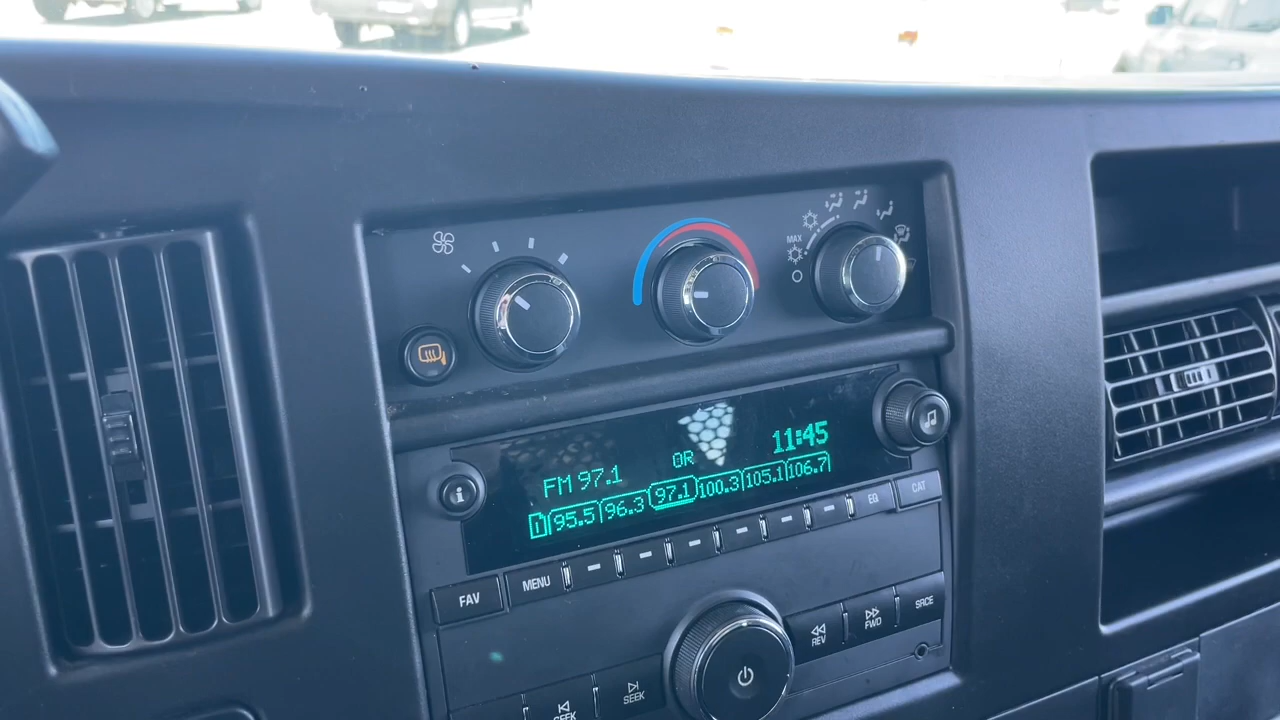 MAX
11:45
FM 97.1
OR
1 95.5 96.3 97.1 100.3 105.1 106.7
i
FAV
MENU
EQ
CAT
REV
FWD
SRCE
SEEK
SEEK